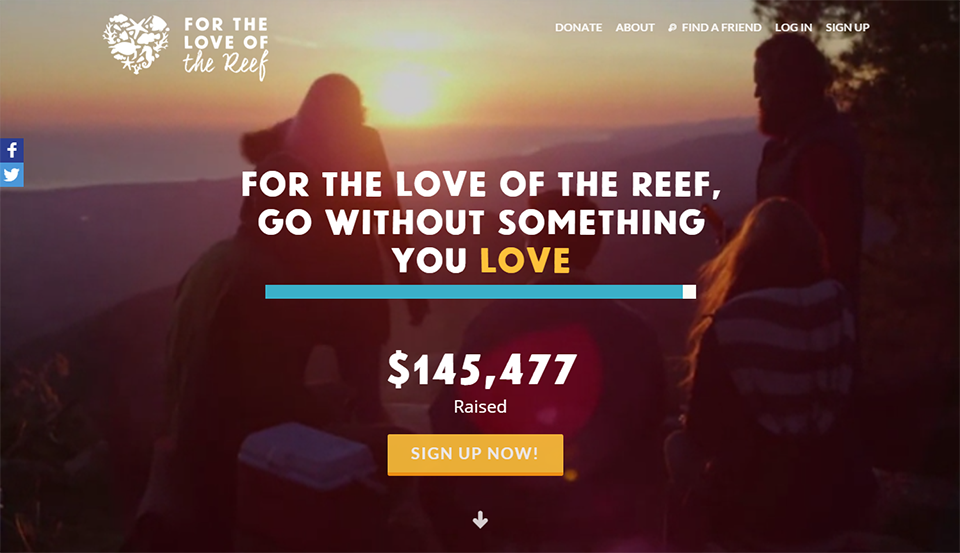 FOR THE
LOVE OF
the Reef
DONATE ABOUT FIND A FRIEND LOG IN SIGN UP
FOR THE LOVE OF THE REEF,
GO WITHOUT SOMETHING
YOU LOVE
$145,477
Raised
SIGN UP NOW!